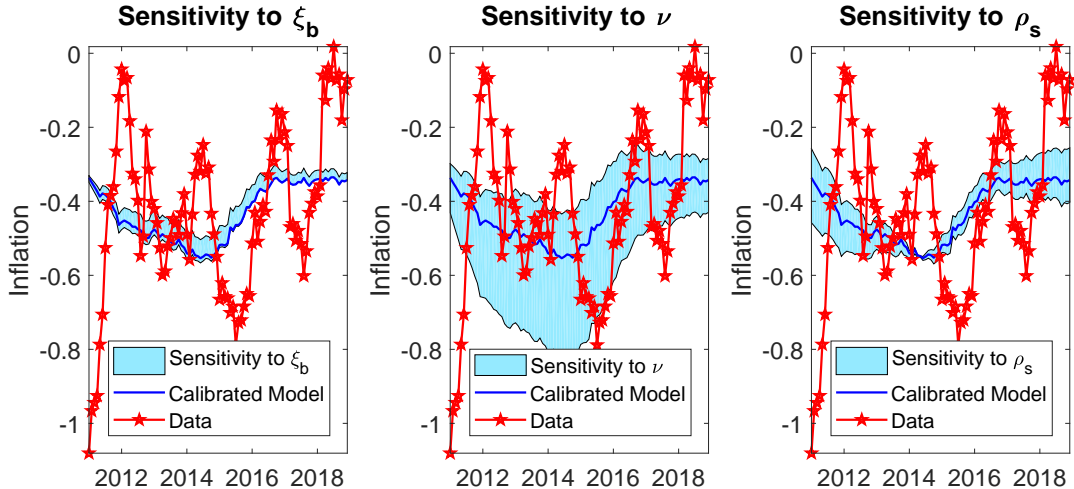 Sensitivity to ξb
Inflation
0
-0.2
-0.4
-0.6
-0.8
-1
2012 2014 2016 2018
Sensitivity to ξb
Calibrated Model
Data
Sensitivity to ν
Inflation
0
-0.2
-0.4
-0.6
-0.8
-1
2012 2014 2016 2018
Sensitivity to ν
Calibrated Model
Data
Sensitivity to ρs
Inflation
0
-0.2
-0.4
-0.6
-0.8
-1
2012 2014 2016 2018
Sensitivity to ρs
Calibrated Model
Data